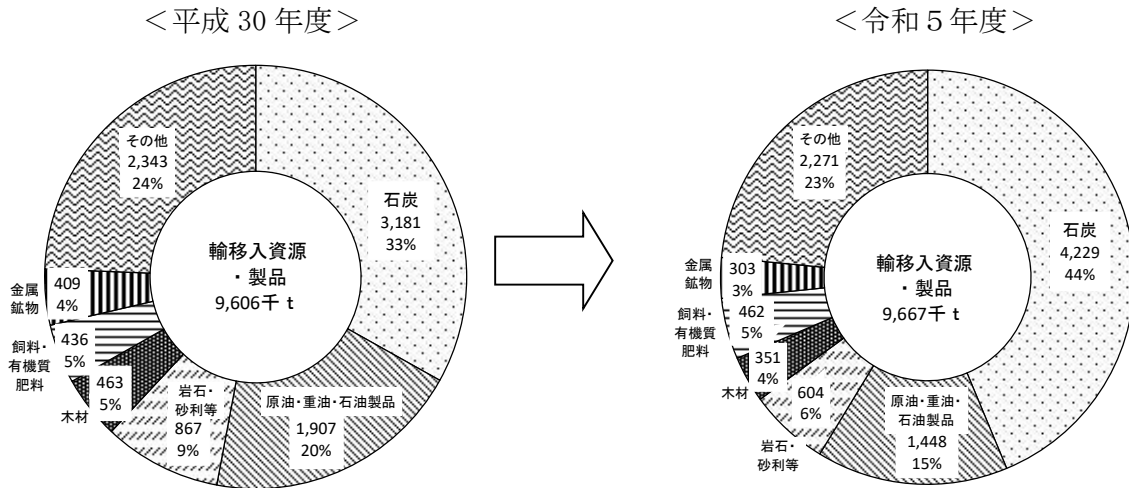 ＜平成 30 年度＞
その他
2,343
24%
石炭
3,181
33%
輸移入資源
・製品
9,606千ｔ
金属
鉱物
409
4%
飼料・
有機質
肥料
436
5%
木材
463
5%
岩石・
砂利等
867
9%
原油・重油・石油製品
1,907
20%
＜令和５年度＞
その他
2,271
23%
石炭
4,229
44%
輸移入資源
・製品
9,667千ｔ
金属
鉱物
303
3%
飼料・
有機質
肥料
462
5%
木材
351
4%
岩石・
砂利等
604
6%
原油・重油・
石油製品
1,448
15%